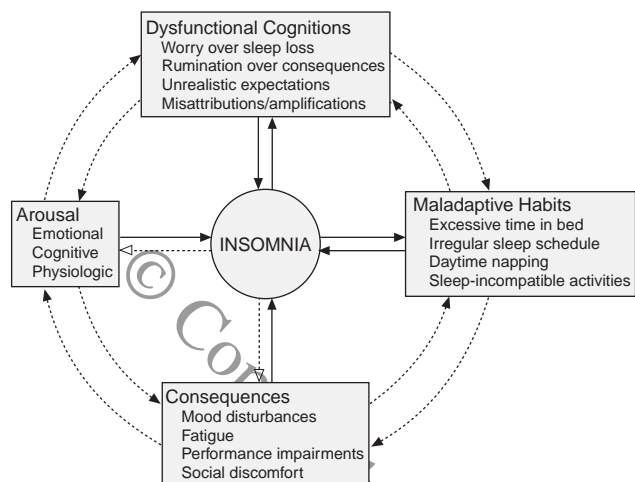 Dysfunctional Cognitions
Worry over sleep loss
Rumination over consequences
Unrealistic expectations
Misattributions/amplifications
Arousal
Emotional
Cognitive
Physiologic
INSOMNIA
Maladaptive Habits
Excessive time in bed
Irregular sleep schedule
Daytime napping
Sleep-incompatible activities
Consequences
Mood disturbances
Fatigue
Performance impairments
Social discomfort
©